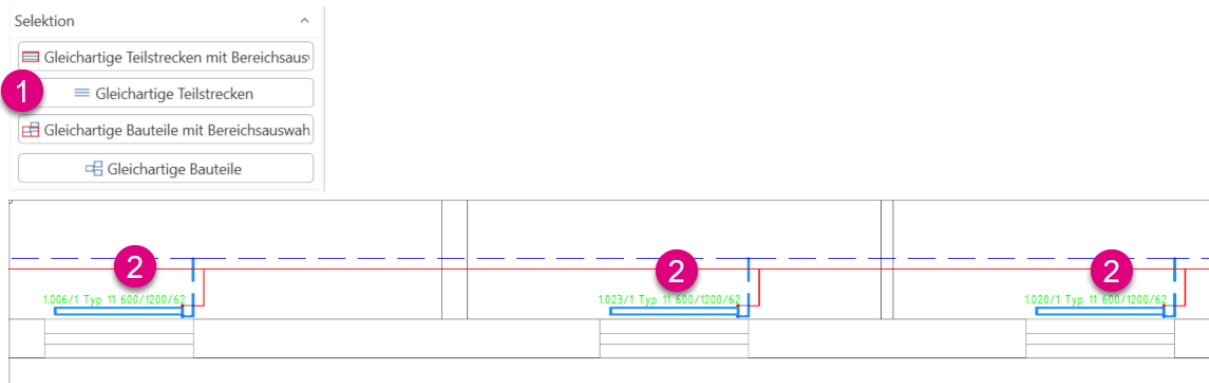 Selektion
Gleichartige Teilstrecken mit Bereichsaus
1
Gleichartige Teilstrecken
Gleichartige Bauteile mit Bereichsauswah
Gleichartige Bauteile
2
2
2
1.006/1 Typ 11 600/1200/62
1.023/1 Typ 11 600/1200/62
1.020/1 Typ 11 600/1200/62